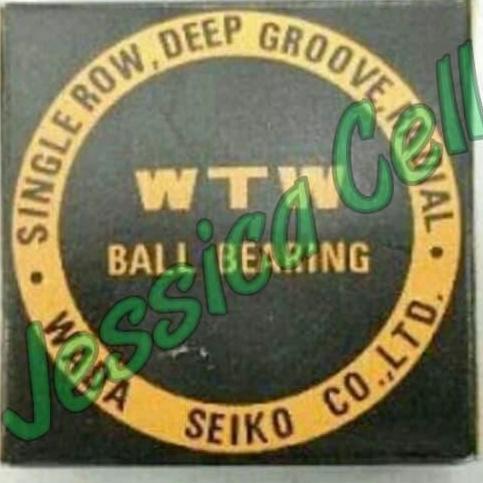 • SINGLE ROW, DEEP GROOVE, RADIAL •
WTW
BALL BEARING
WADA SEIKO CO.,LTD.
Jessica Cell